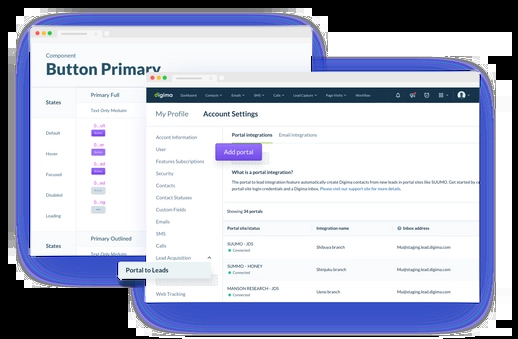 Component
Button Primary
States
Primary Full
Text Only Module
Default
Hover
Focused
Disabled
Leading
States
Primary Outlined
Text Only Module
digima
Dashboard Contacts Emails SMS Calls Lead Capture Page Visits Workflow
My Profile Account Settings
Account Information
User
Features Subscriptions
Security
Contacts
Contact Statuses
Custom Fields
Emails
SMS
Calls
Lead Acquisition
Portal to Leads
Web Tracking
Portal integrations Email integrations
Add portal
What is a portal integration?
The portal to lead integration feature automatically create Digima contacts from new leads in portal sites like SUUMO. Get started by
portal site login credentials and a Digima inbox. Please visit our support site for more details.
Showing 34 portals
Portal site/status Integration name Inbox address
SUUMO - JDS Shibuya branch Mu@staging.lead.digima.com
Connected
SUUMO - HONEY Shinjuku branch Mu@staging.lead.digima.com
Connected
MANSON RESEARCH - JDS Ueno branch Mu@staging.lead.digima.com
Connected